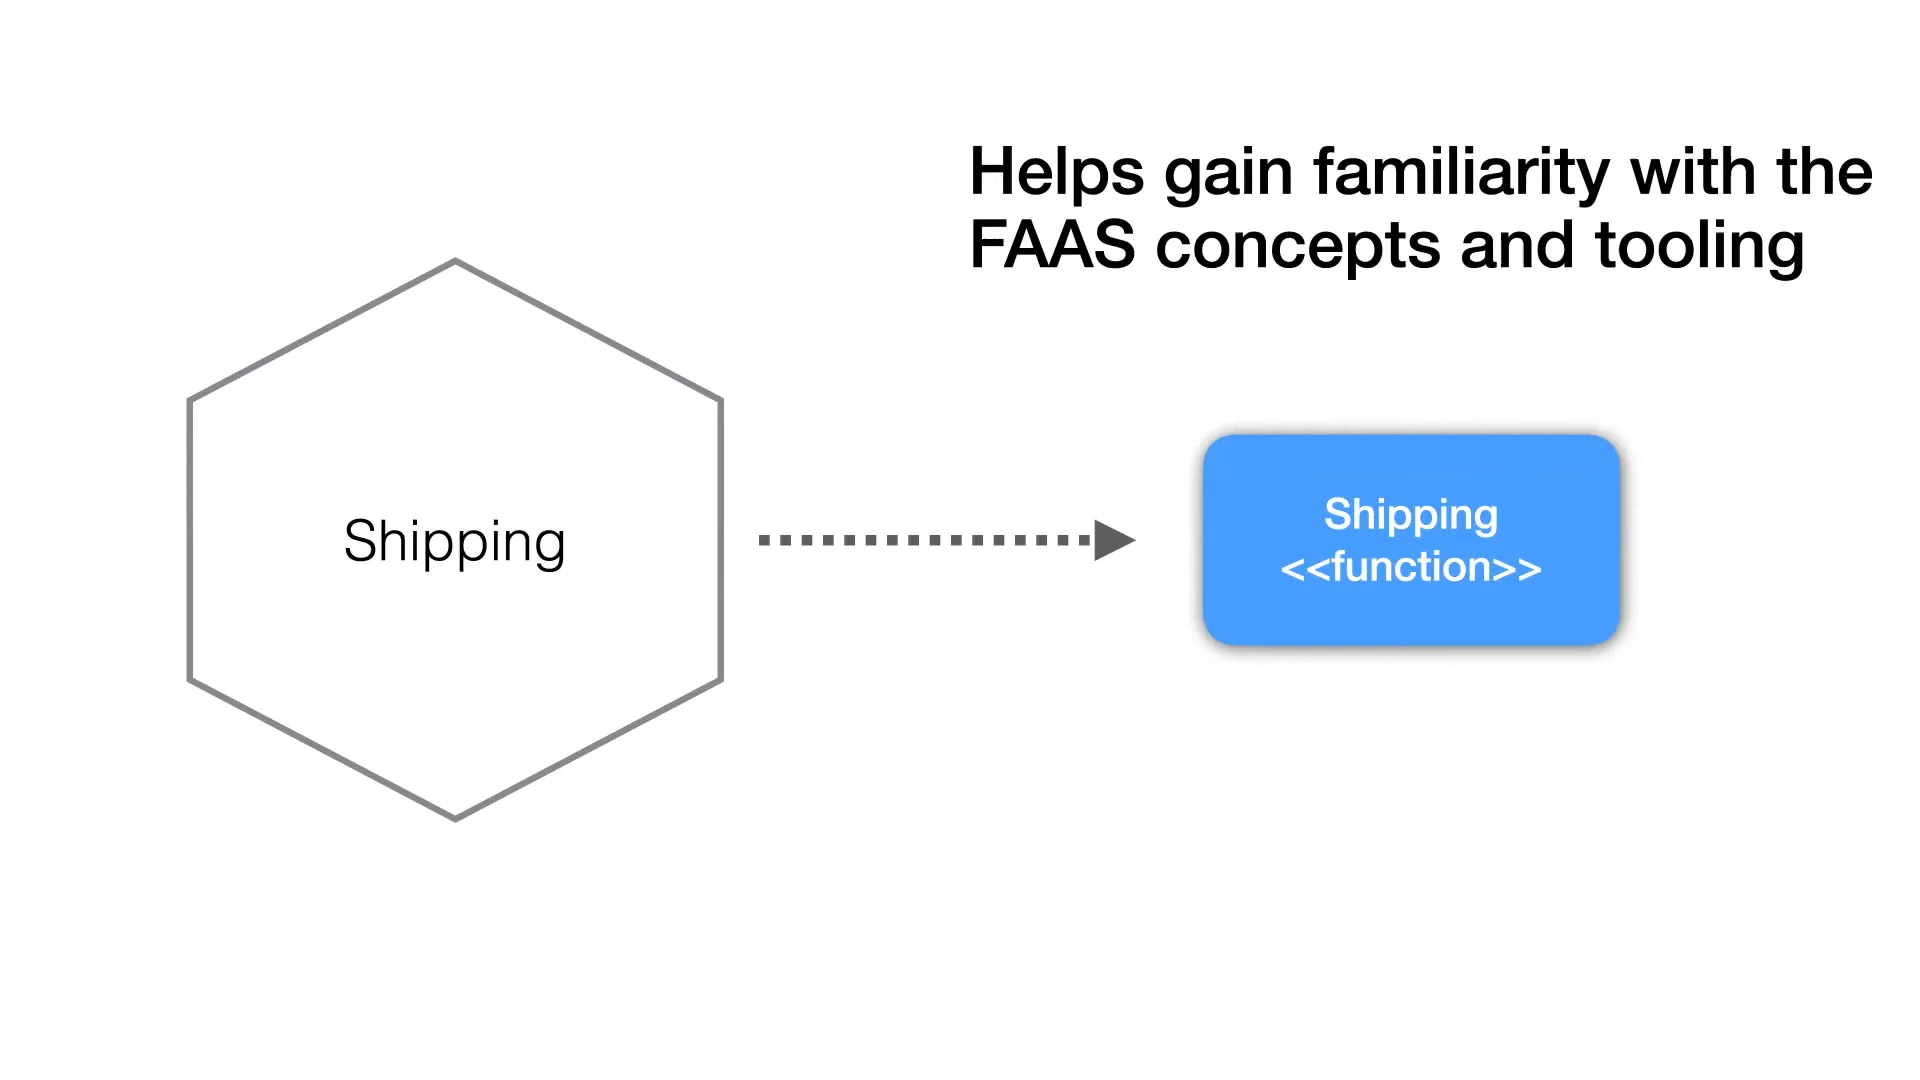 Helps gain familiarity with the
FAAS concepts and tooling
Shipping
Shipping
<<function>>